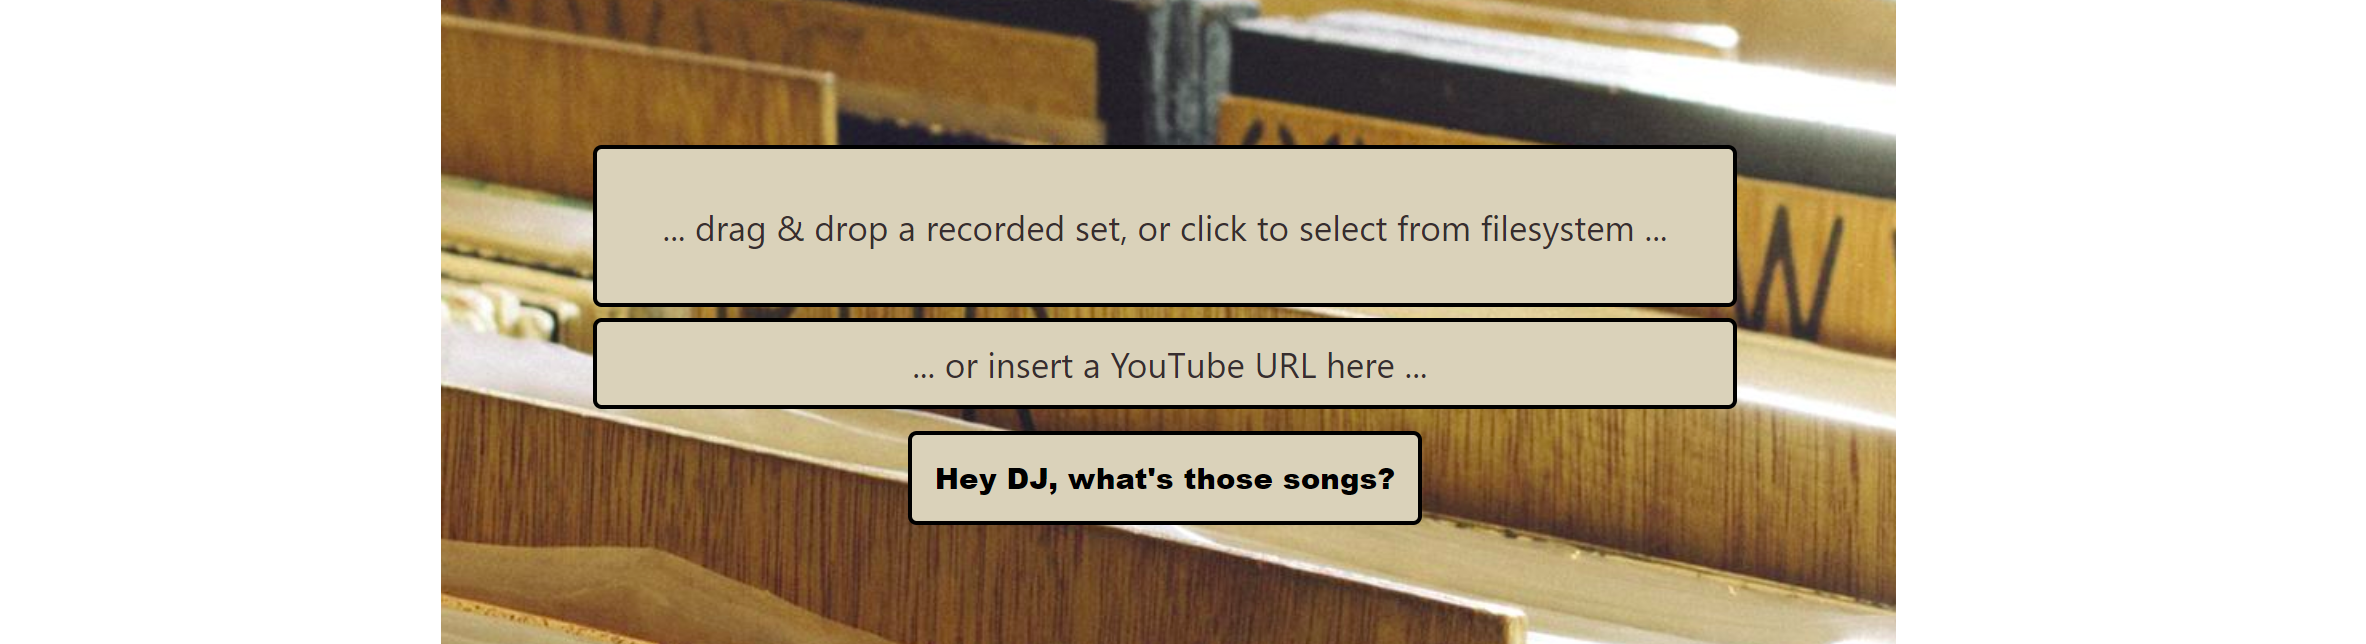 ... drag & drop a recorded set, or click to select from filesystem ...
... or insert a YouTube URL here ...
Hey DJ, what's those songs?